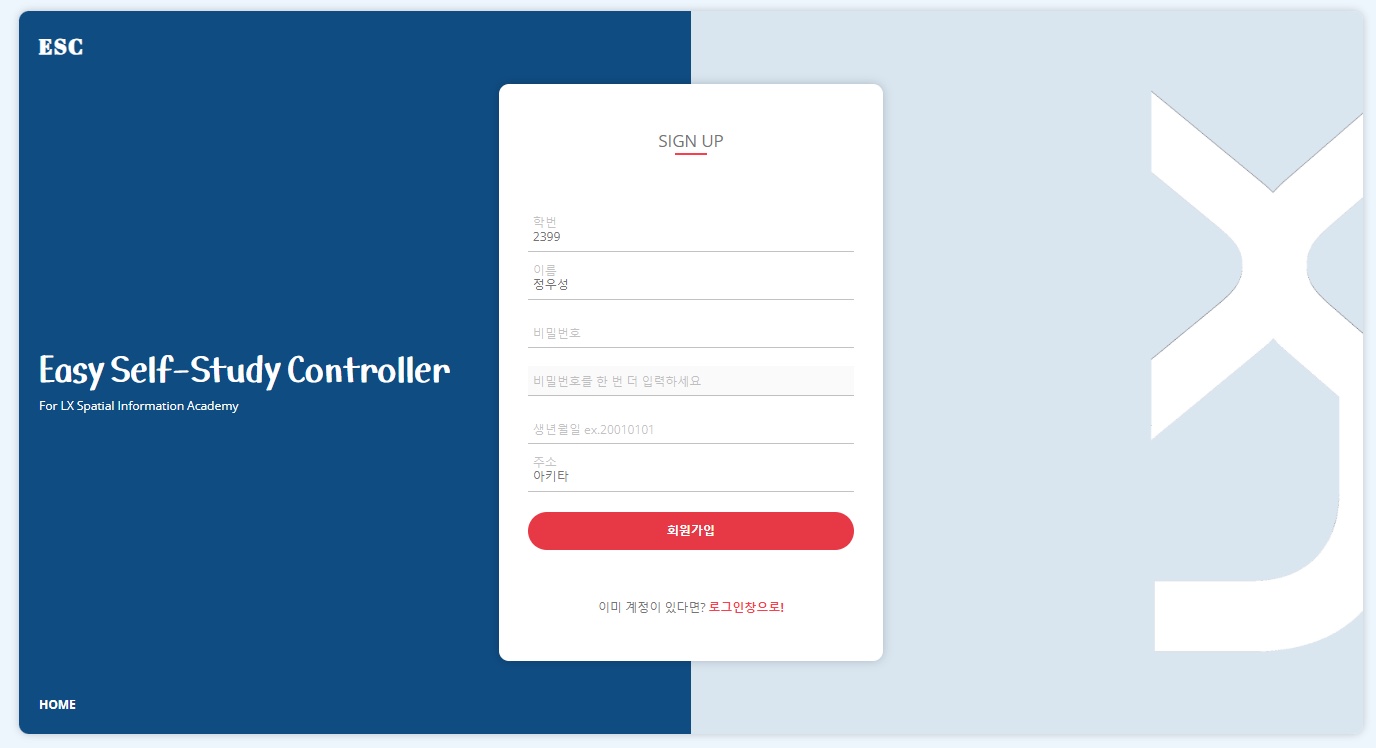 ESC
Easy Self-Study Controller
For LX Spatial Information Academy
HOME
SIGN UP
학번
2399
이름
정우성
비밀번호
비밀번호를 한 번 더 입력하세요
생년월일 ex.20010101
주소
아키타
회원가입
이미 계정이 있다면? 로그인창으로!